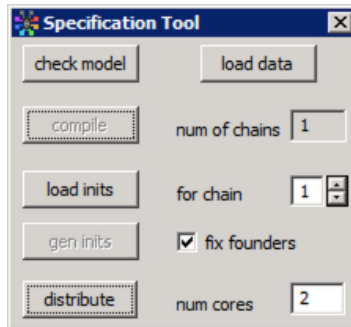 Specification Tool
check model load data
compile num of chains 1
load inits for chain 1
gen inits fix founders
distribute num cores 2